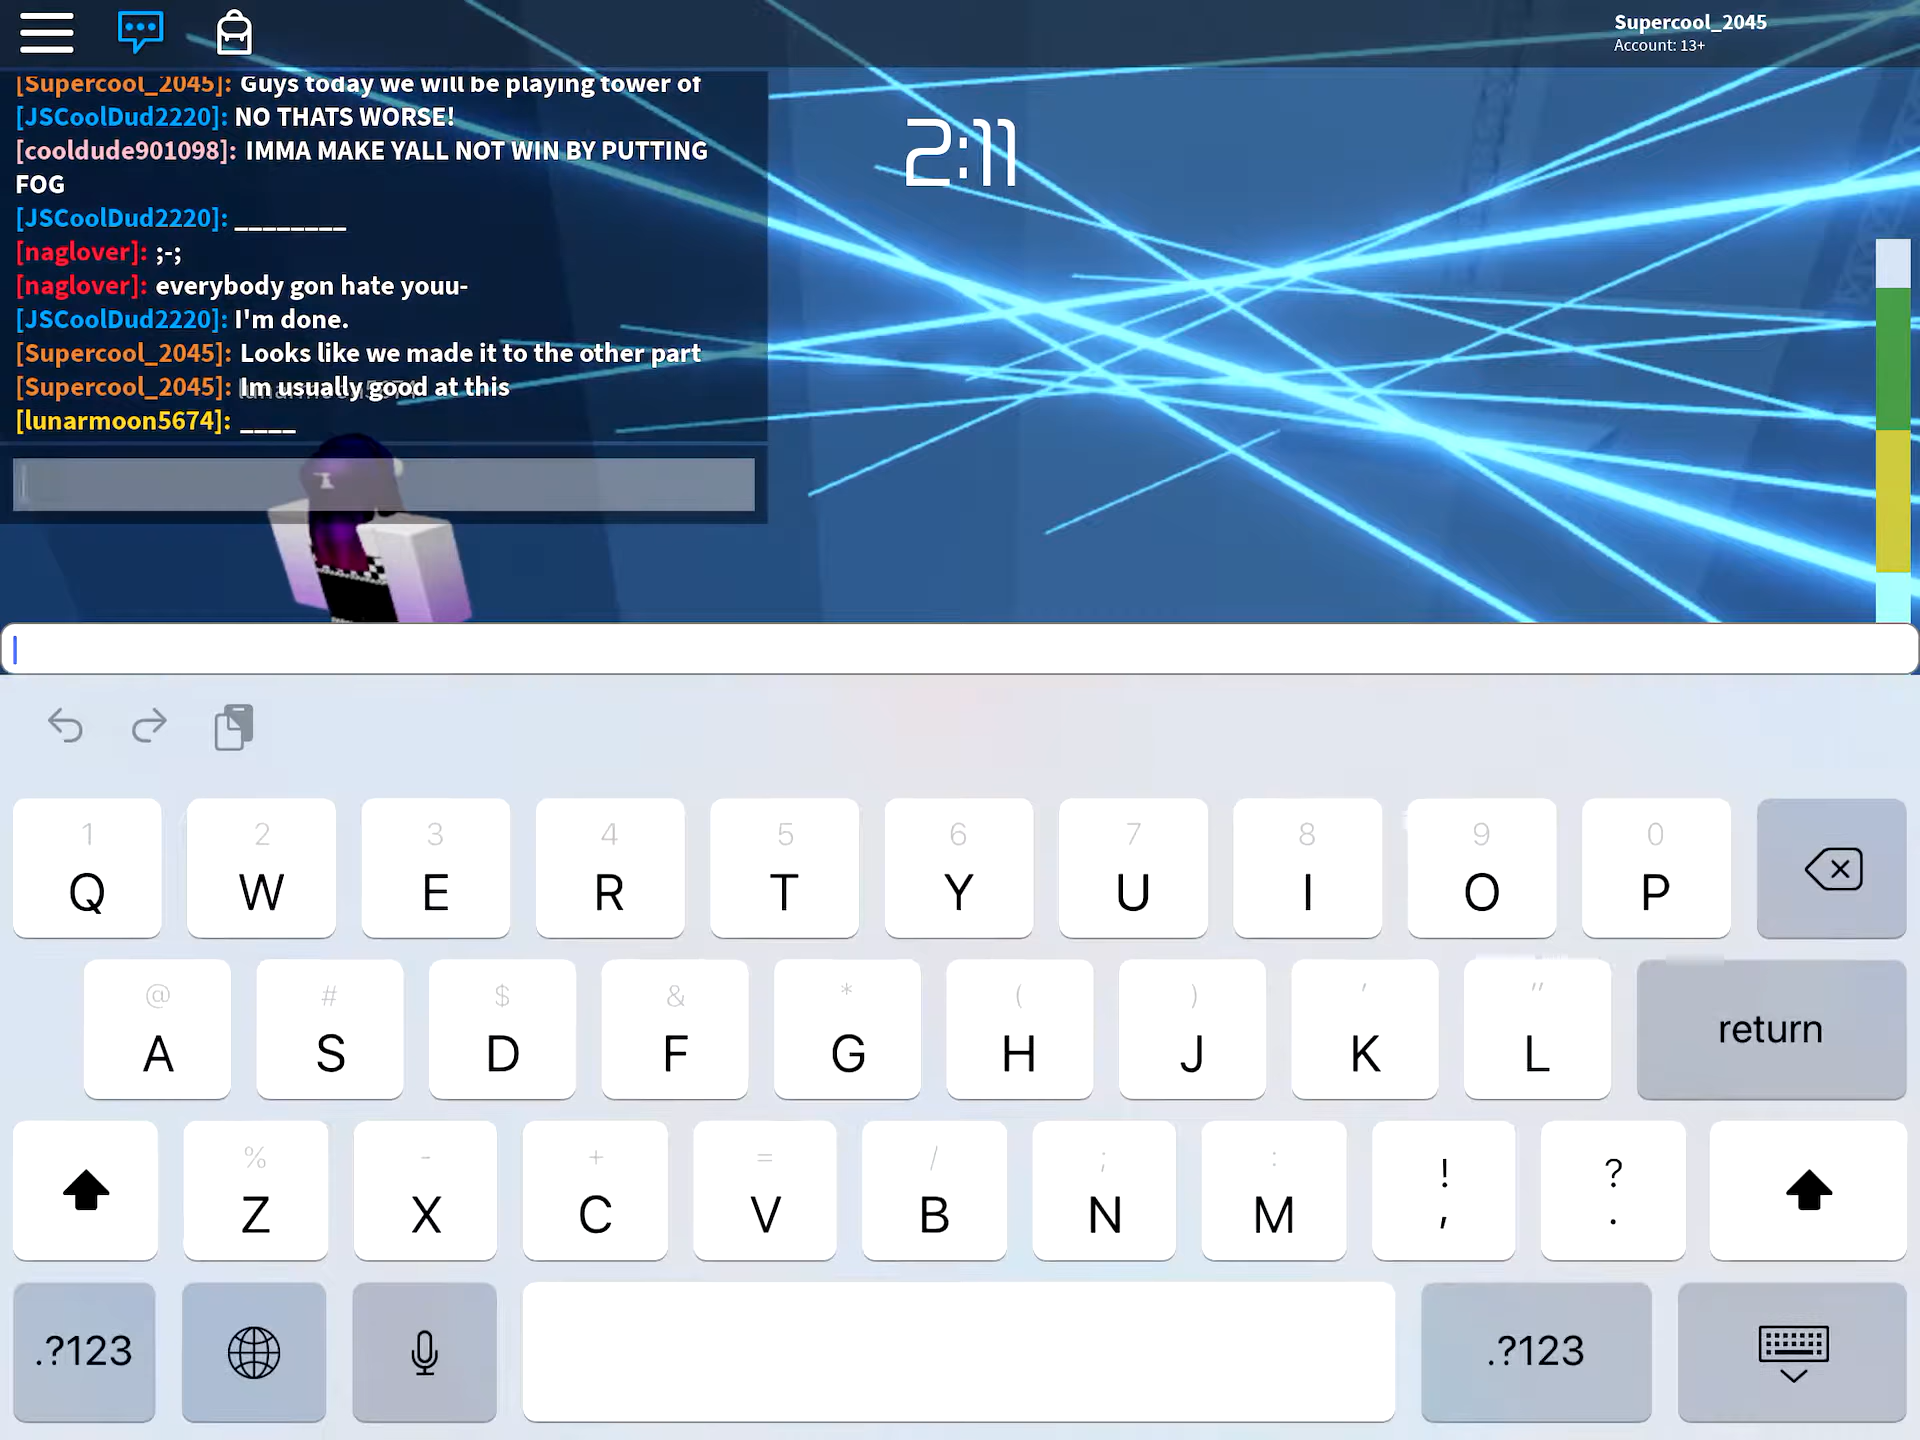 Supercool_2045
Account: 13+
[Supercool_2045]: Guys today we will be playing tower of
[JSCoolDud2220]: NO THATS WORSE!
[cooldude901098]: IMMA MAKE YALL NOT WIN BY PUTTING
FOG
[JSCoolDud2220]: ________
[naglover]: ;-;
[naglover]: everybody gon hate youu-
[JSCoolDud2220]: I'm done.
[Supercool_2045]: Looks like we made it to the other part
[Supercool_2045]: Im usually good at this
lunarmoon5674
[lunarmoon5674]: ____
2:11
1 2 3 4 5 6 7 8 9 0
Q W E R T Y U I O P
@ # $ & * ( ) ' "
A S D F G H J K L return
% - + = / ; : ! ?
Z X C V B N M , .
.?123 .?123